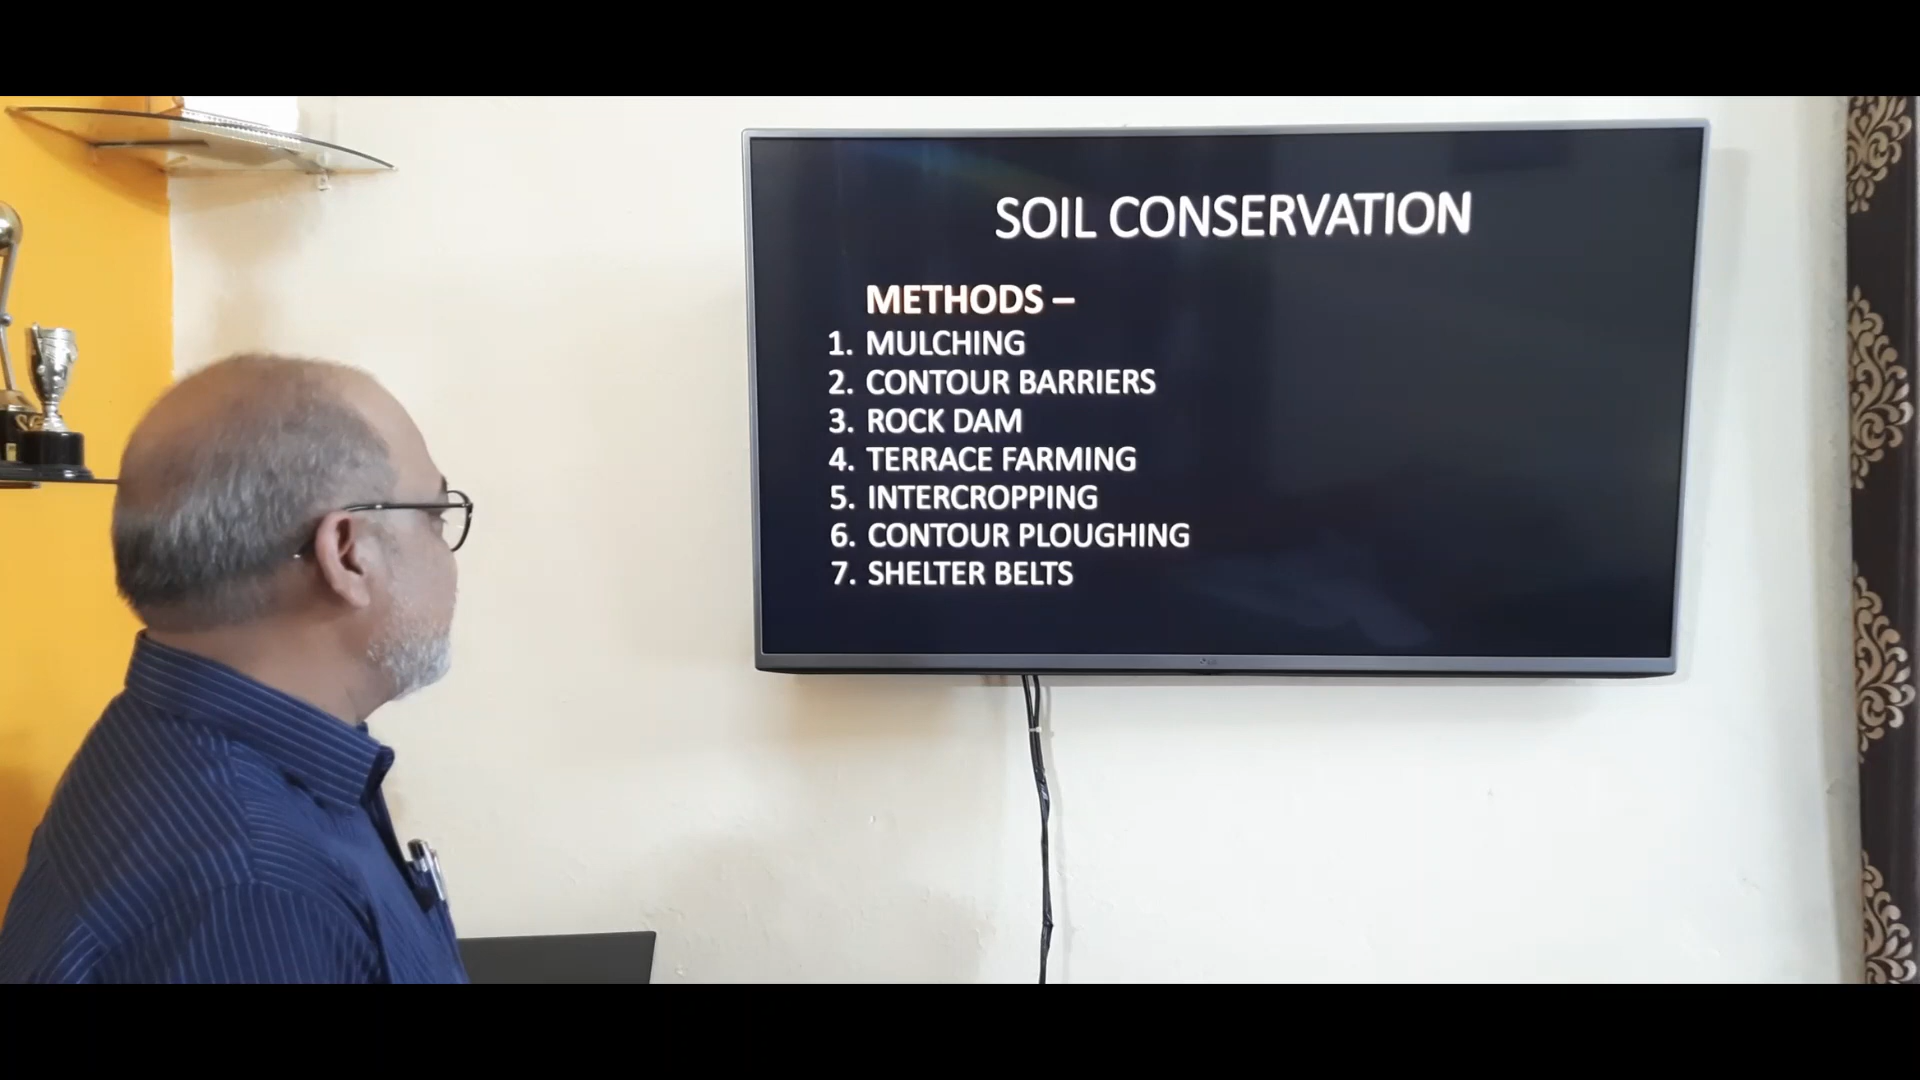 SOIL CONSERVATION
METHODS –
1. MULCHING
2. CONTOUR BARRIERS
3. ROCK DAM
4. TERRACE FARMING
5. INTERCROPPING
6. CONTOUR PLOUGHING
7. SHELTER BELTS